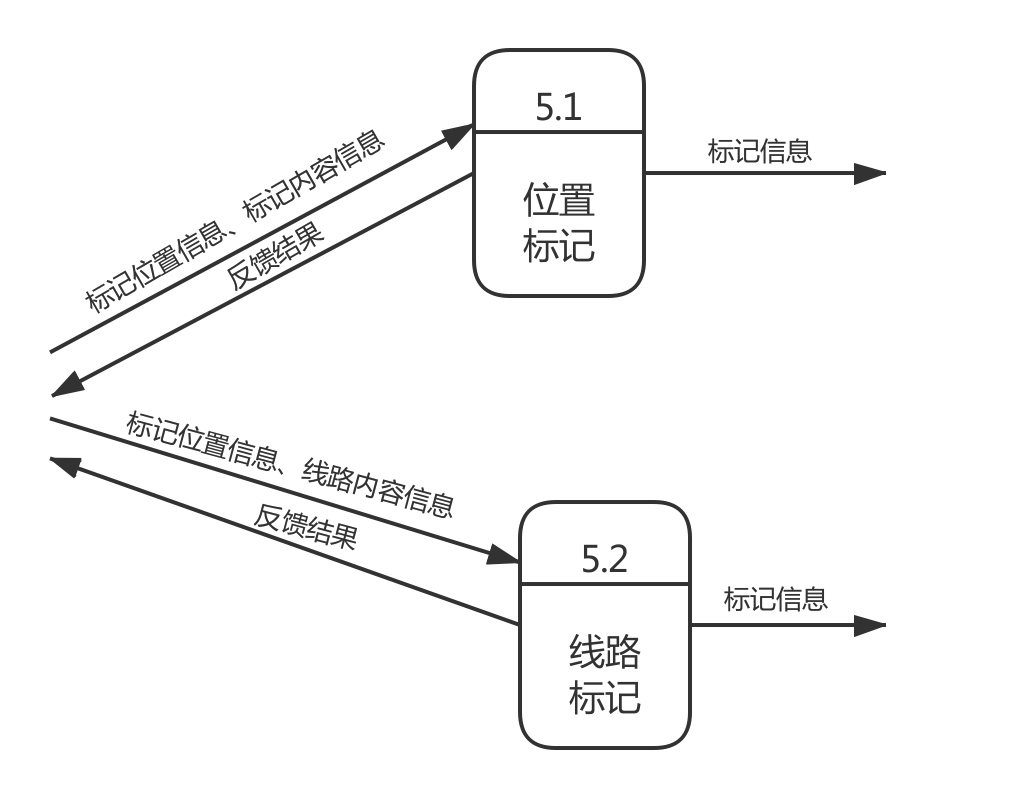 5.1
标记位置信息、标记内容信息
标记信息
位置
标记
反馈结果
标记位置信息、线路内容信息
反馈结果
5.2
标记信息
线路
标记